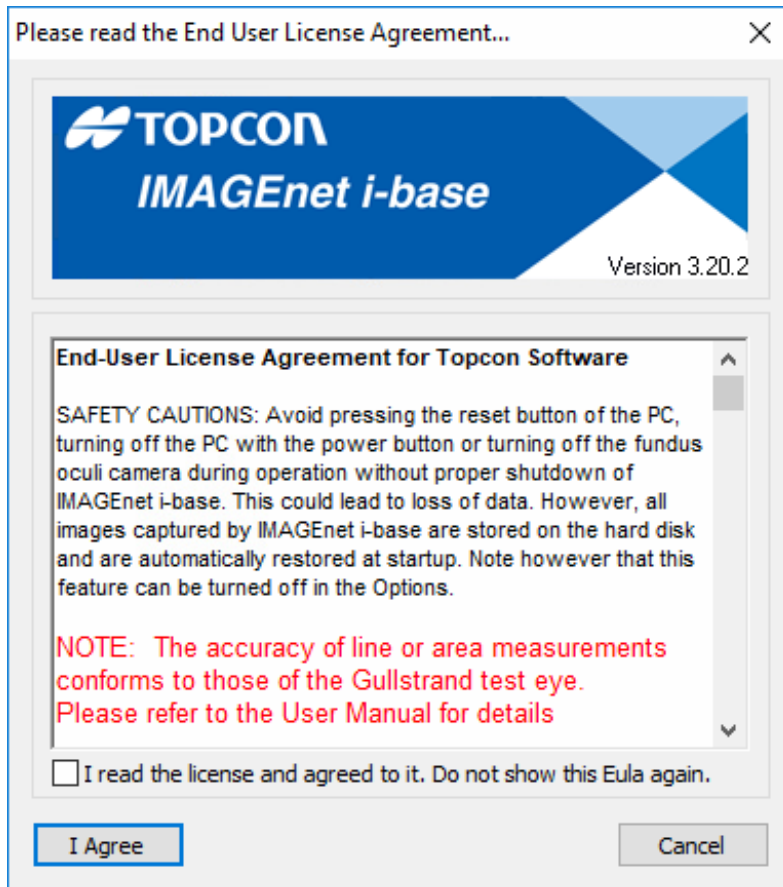 Please read the End User License Agreement...
TOPCON
IMAGEnet i-base
Version 3.20.2
End-User License Agreement for Topcon Software
SAFETY CAUTIONS: Avoid pressing the reset button of the PC,
turning off the PC with the power button or turning off the fundus
oculi camera during operation without proper shutdown of
IMAGEnet i-base. This could lead to loss of data. However, all
images captured by IMAGEnet i-base are stored on the hard disk
and are automatically restored at startup. Note however that this
feature can be turned off in the Options.
NOTE: The accuracy of line or area measurements
conforms to those of the Gullstrand test eye.
Please refer to the User Manual for details
I read the license and agreed to it. Do not show this Eula again.
I Agree
Cancel